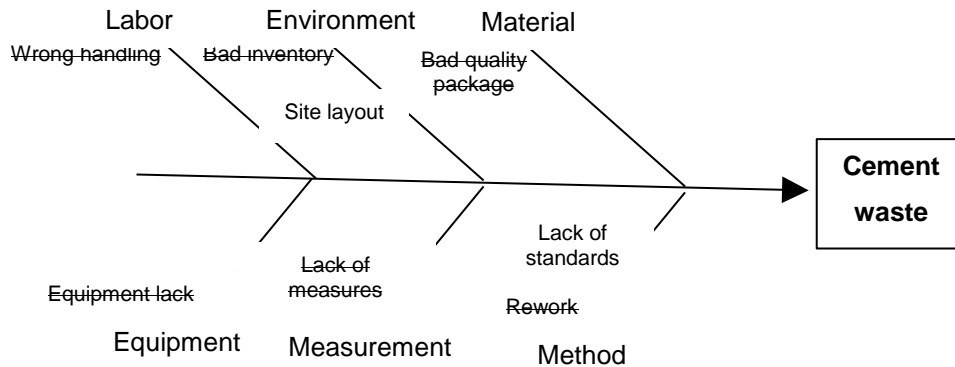 Labor
Environment
Material
Wrong handling
Bad inventory
Bad quality
package
Site layout
Cement
waste
Lack of
standards
Lack of
measures
Equipment lack
Rework
Equipment
Measurement
Method